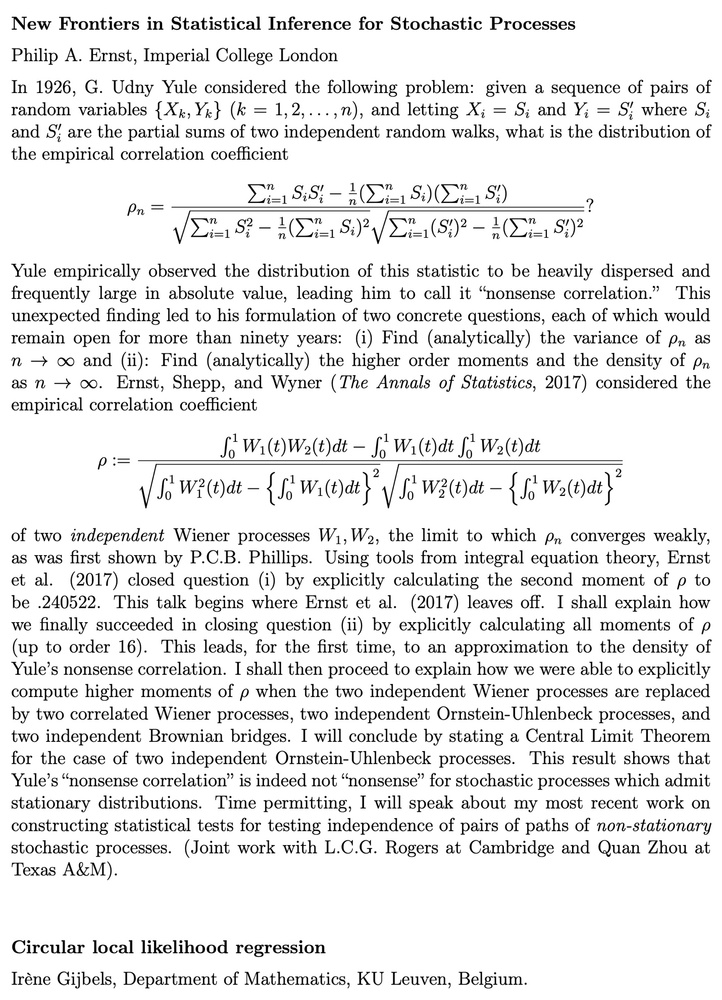 New Frontiers in Statistical Inference for Stochastic Processes
Philip A. Ernst, Imperial College London
In 1926, G. Udny Yule considered the following problem: given a sequence of pairs of
random variables {X_k, Y_k} (k = 1, 2, . . . , n), and letting X_i = S_i and Y_i = S′_i where S_i
and S′_i are the partial sums of two independent random walks, what is the distribution of
the empirical correlation coefficient
ρ_n = \frac{\sum_{i=1}^n S_i S'_i - \frac{1}{n}(\sum_{i=1}^n S_i)(\sum_{i=1}^n S'_i)}{\sqrt{\sum_{i=1}^n S_i^2 - \frac{1}{n}(\sum_{i=1}^n S_i)^2}\sqrt{\sum_{i=1}^n (S'_i)^2 - \frac{1}{n}(\sum_{i=1}^n S'_i)^2}}?
Yule empirically observed the distribution of this statistic to be heavily dispersed and
frequently large in absolute value, leading him to call it “nonsense correlation.” This
unexpected finding led to his formulation of two concrete questions, each of which would
remain open for more than ninety years: (i) Find (analytically) the variance of ρ_n as
n → ∞ and (ii): Find (analytically) the higher order moments and the density of ρ_n
as n → ∞. Ernst, Shepp, and Wyner (The Annals of Statistics, 2017) considered the
empirical correlation coefficient
ρ := \frac{\int_0^1 W_1(t)W_2(t)dt - \int_0^1 W_1(t)dt \int_0^1 W_2(t)dt}{\sqrt{\int_0^1 W_1^2(t)dt - \left\{\int_0^1 W_1(t)dt\right\}^2}\sqrt{\int_0^1 W_2^2(t)dt - \left\{\int_0^1 W_2(t)dt\right\}^2}}
of two independent Wiener processes W_1, W_2, the limit to which ρ_n converges weakly,
as was first shown by P.C.B. Phillips. Using tools from integral equation theory, Ernst
et al. (2017) closed question (i) by explicitly calculating the second moment of ρ to
be .240522. This talk begins where Ernst et al. (2017) leaves off. I shall explain how
we finally succeeded in closing question (ii) by explicitly calculating all moments of ρ
(up to order 16). This leads, for the first time, to an approximation to the density of
Yule’s nonsense correlation. I shall then proceed to explain how we were able to explicitly
compute higher moments of ρ when the two independent Wiener processes are replaced
by two correlated Wiener processes, two independent Ornstein-Uhlenbeck processes, and
two independent Brownian bridges. I will conclude by stating a Central Limit Theorem
for the case of two independent Ornstein-Uhlenbeck processes. This result shows that
Yule’s “nonsense correlation” is indeed not “nonsense” for stochastic processes which admit
stationary distributions. Time permitting, I will speak about my most recent work on
constructing statistical tests for testing independence of pairs of paths of non-stationary
stochastic processes. (Joint work with L.C.G. Rogers at Cambridge and Quan Zhou at
Texas A&M).
Circular local likelihood regression
Irène Gijbels, Department of Mathematics, KU Leuven, Belgium.